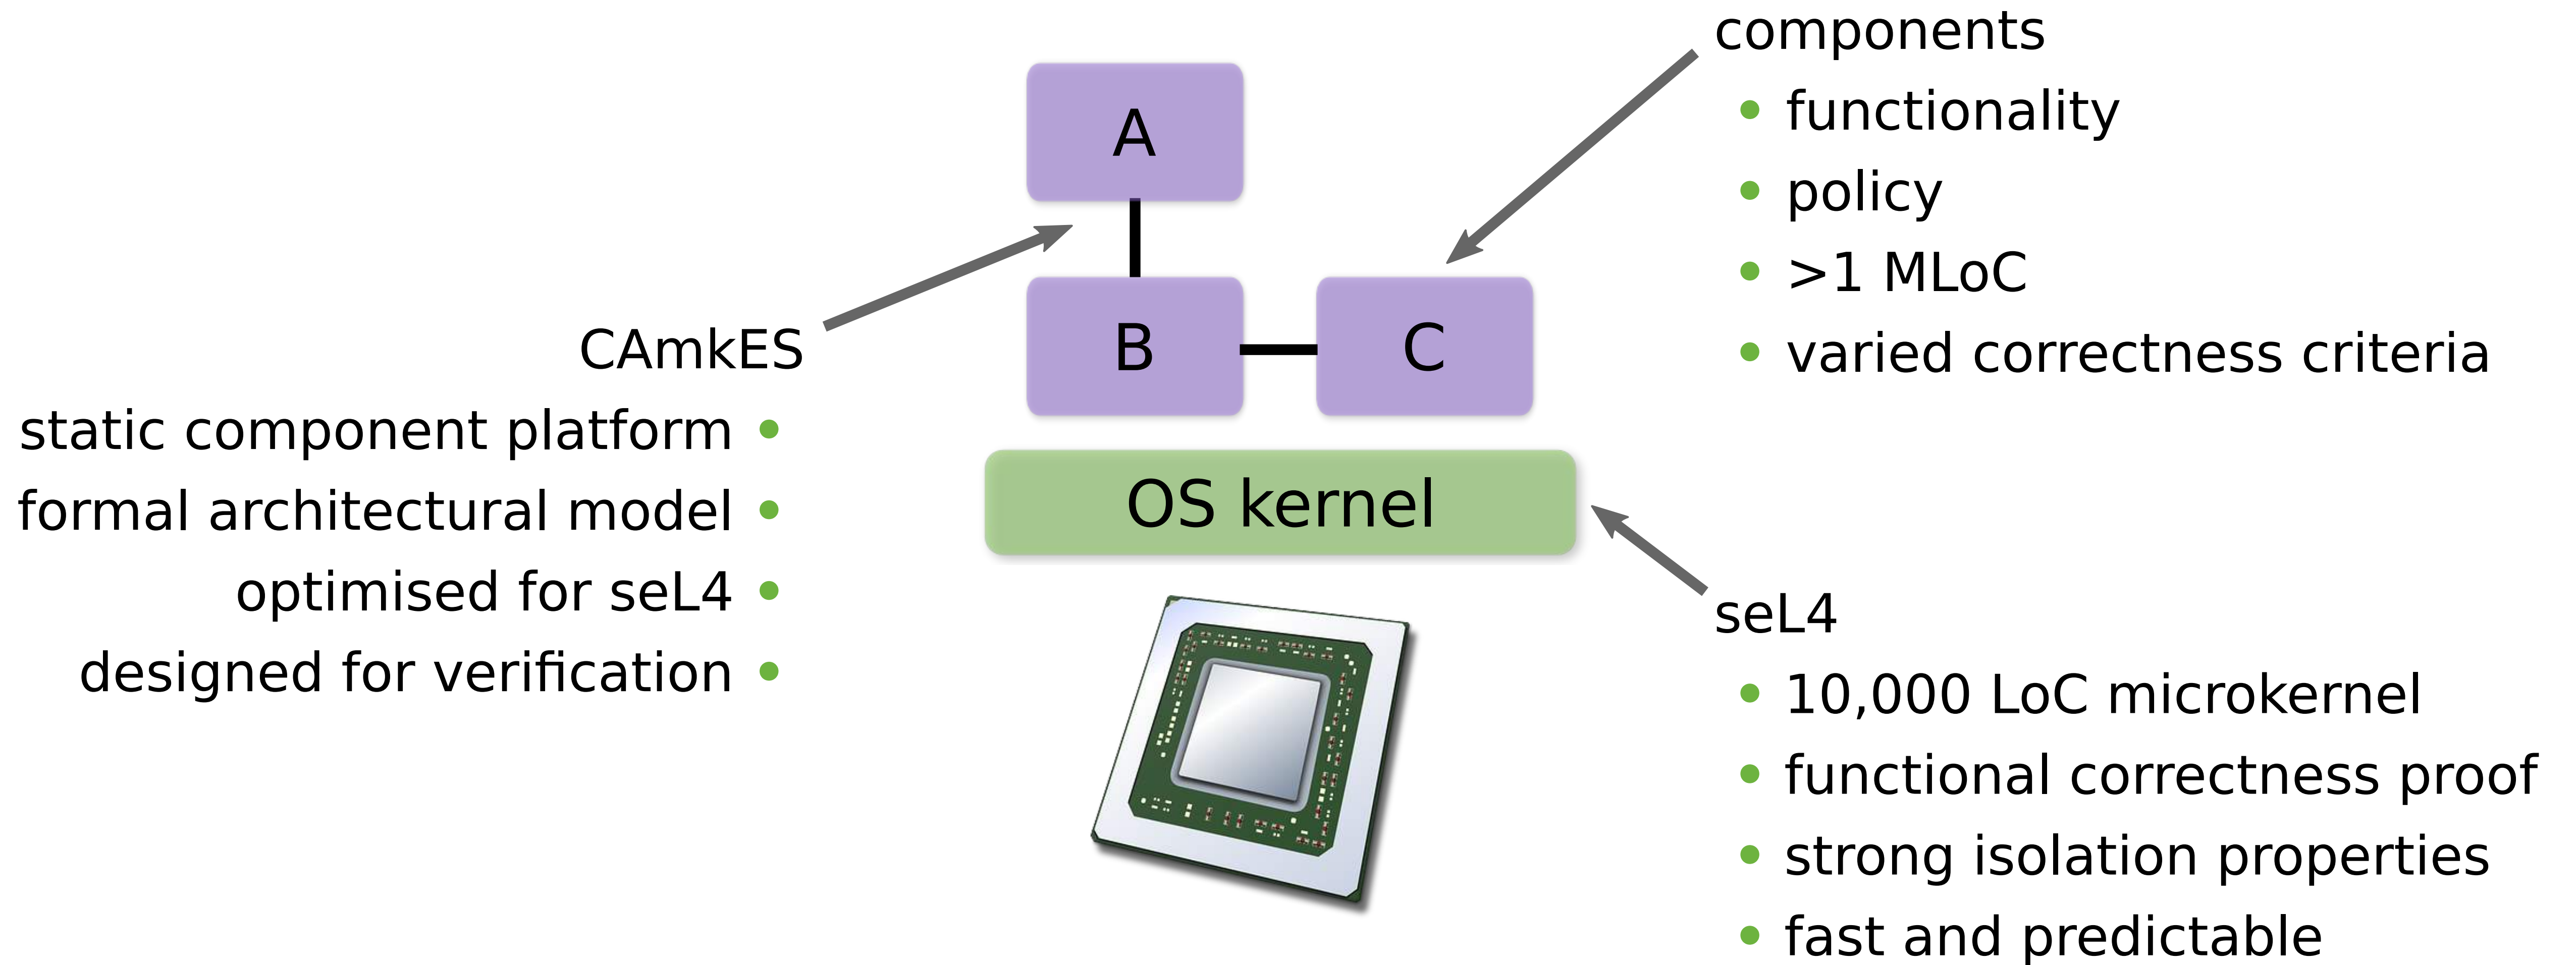 components
functionality
policy
>1 MLoC
varied correctness criteria
A
B
C
OS kernel
CAmkES
static component platform
formal architectural model
optimised for seL4
designed for verification
seL4
10,000 LoC microkernel
functional correctness proof
strong isolation properties
fast and predictable